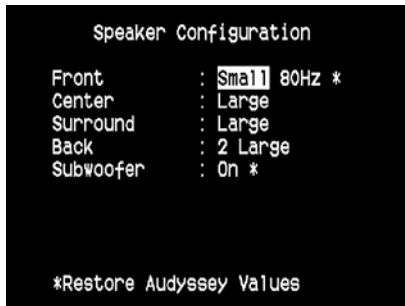 Speaker Configuration
Front : Small 80Hz *
Center : Large
Surround : Large
Back : 2 Large
Subwoofer : On *
*Restore Audyssey Values